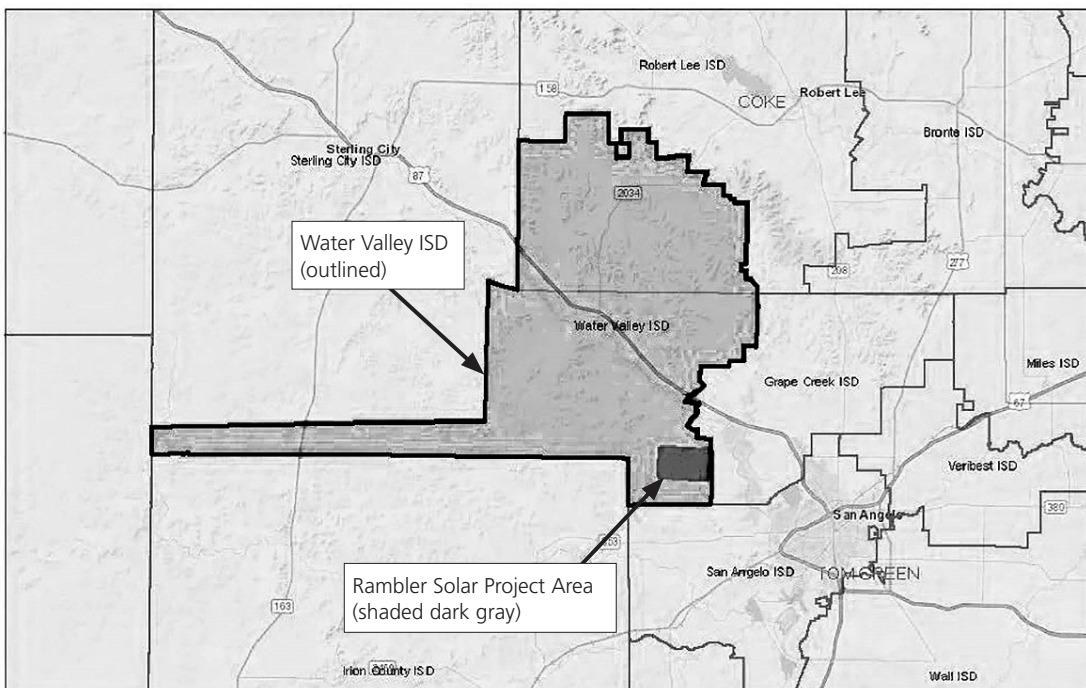 Robert Lee ISD
158
COKE
Robert Lee
Bronte ISD
Sterling City
Sterling City ISD
87
2034
Water Valley ISD
(outlined)
208
277
Water Valley ISD
Grape Creek ISD
Miles ISD
67
Veribest ISD
380
San Angelo
San Angelo ISD
TOM GREEN
Rambler Solar Project Area
(shaded dark gray)
163
Irion County ISD
Wall ISD